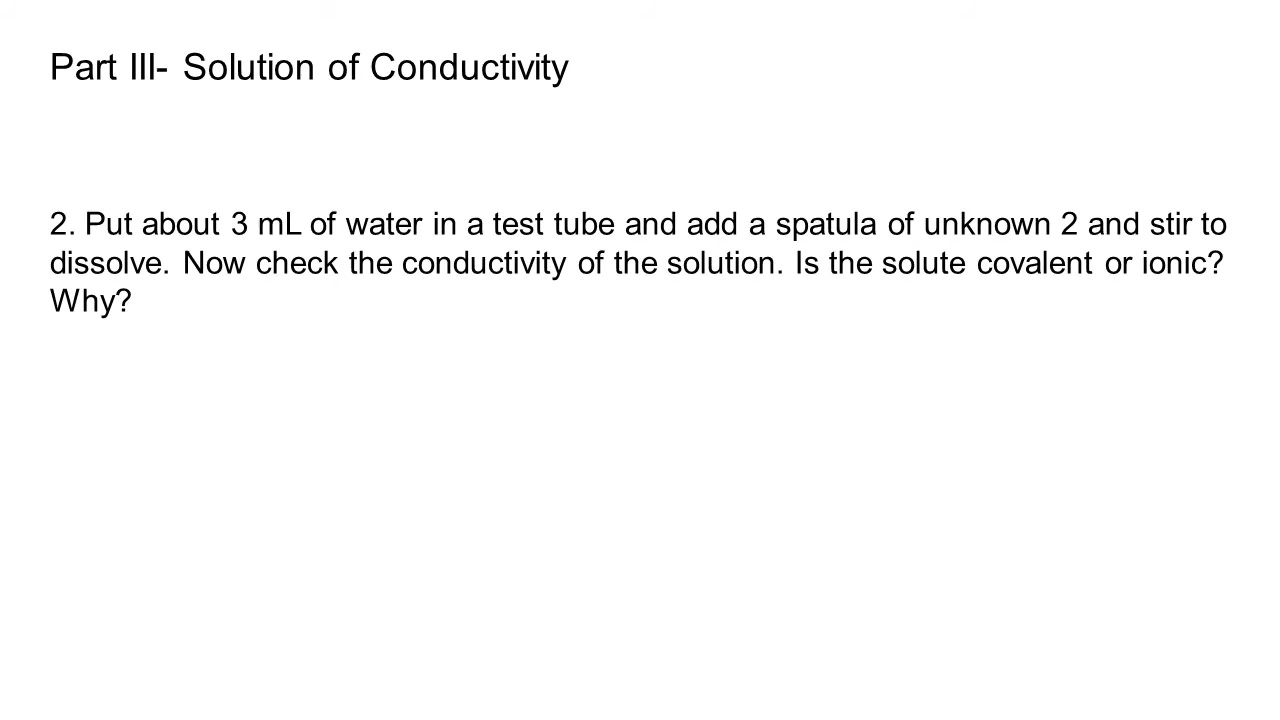 Part III- Solution of Conductivity
2. Put about 3 mL of water in a test tube and add a spatula of unknown 2 and stir to
dissolve. Now check the conductivity of the solution. Is the solute covalent or ionic?
Why?